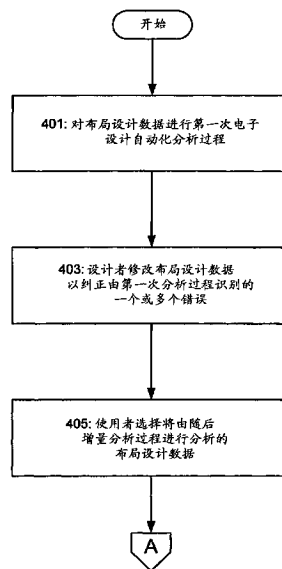 开始
401: 对布局设计数据进行第一次电子
设计自动化分析过程
403: 设计者修改布局设计数据
以纠正由第一次分析过程识别的
一个或多个错误
405: 使用者选择将由随后
增量分析过程进行分析的
布局设计数据
A